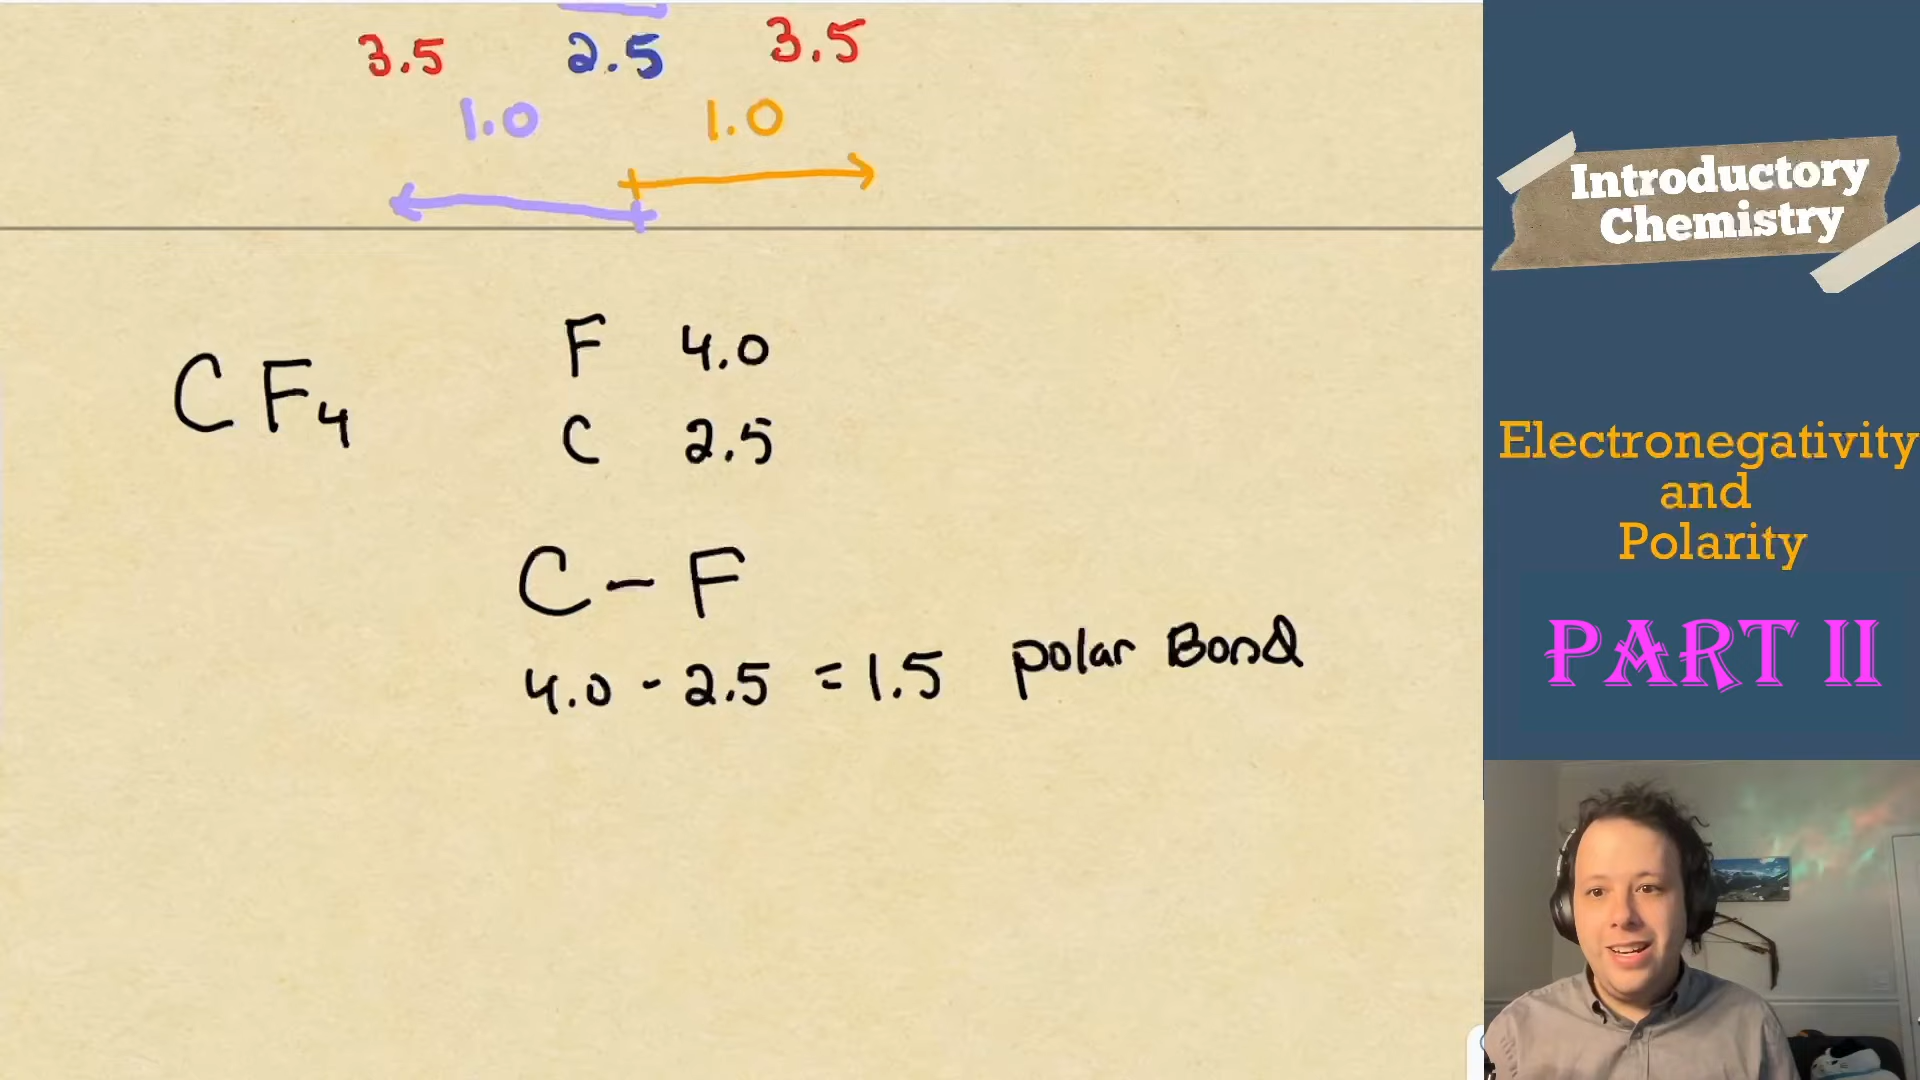 3.5 2.5 3.5
1.0 1.0
CF₄
F 4.0
C 2.5
C - F
4.0 - 2.5 = 1.5 polar Bond
Introductory
Chemistry
Electronegativity
and
Polarity
PART II